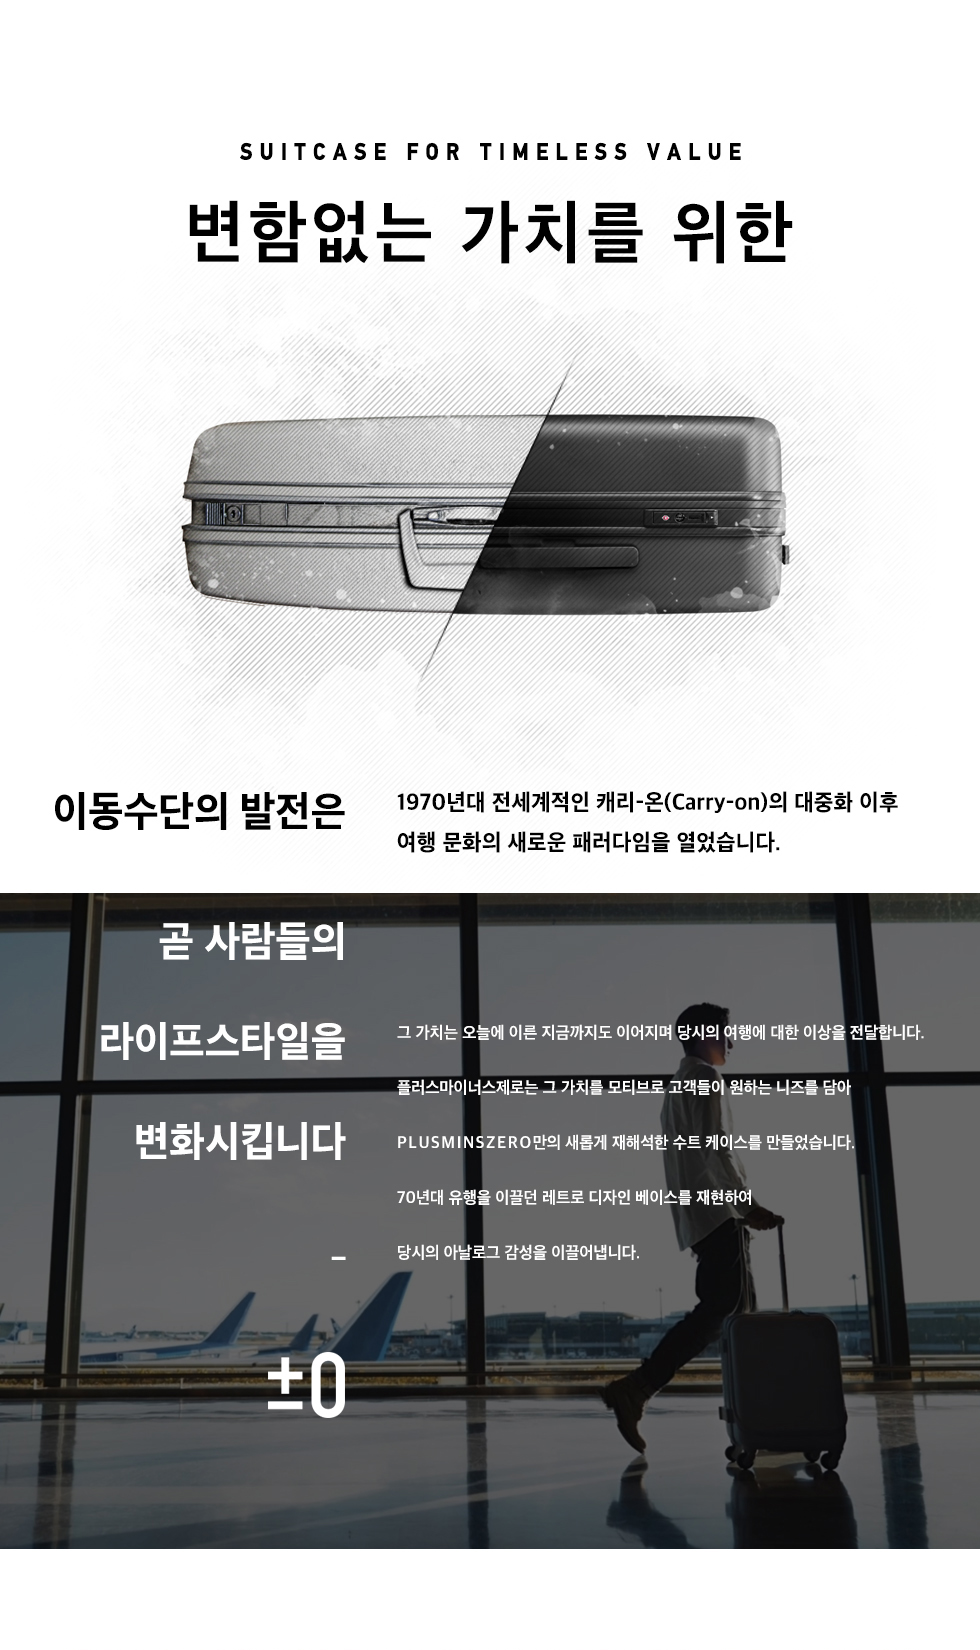 SUITCASE FOR TIMELESS VALUE
변함없는 가치를 위한
이동수단의 발전은
곧 사람들의
라이프스타일을
변화시킵니다
–
±0
1970년대 전세계적인 캐리-온(Carry-on)의 대중화 이후
여행 문화의 새로운 패러다임을 열었습니다.
그 가치는 오늘에 이른 지금까지도 이어지며 당시의 여행에 대한 이상을 전달합니다.
플러스마이너스제로는 그 가치를 모티브로 고객들이 원하는 니즈를 담아
PLUSMINSZERO만의 새롭게 재해석한 수트 케이스를 만들었습니다.
70년대 유행을 이끌던 레트로 디자인 베이스를 재현하여
당시의 아날로그 감성을 이끌어냅니다.